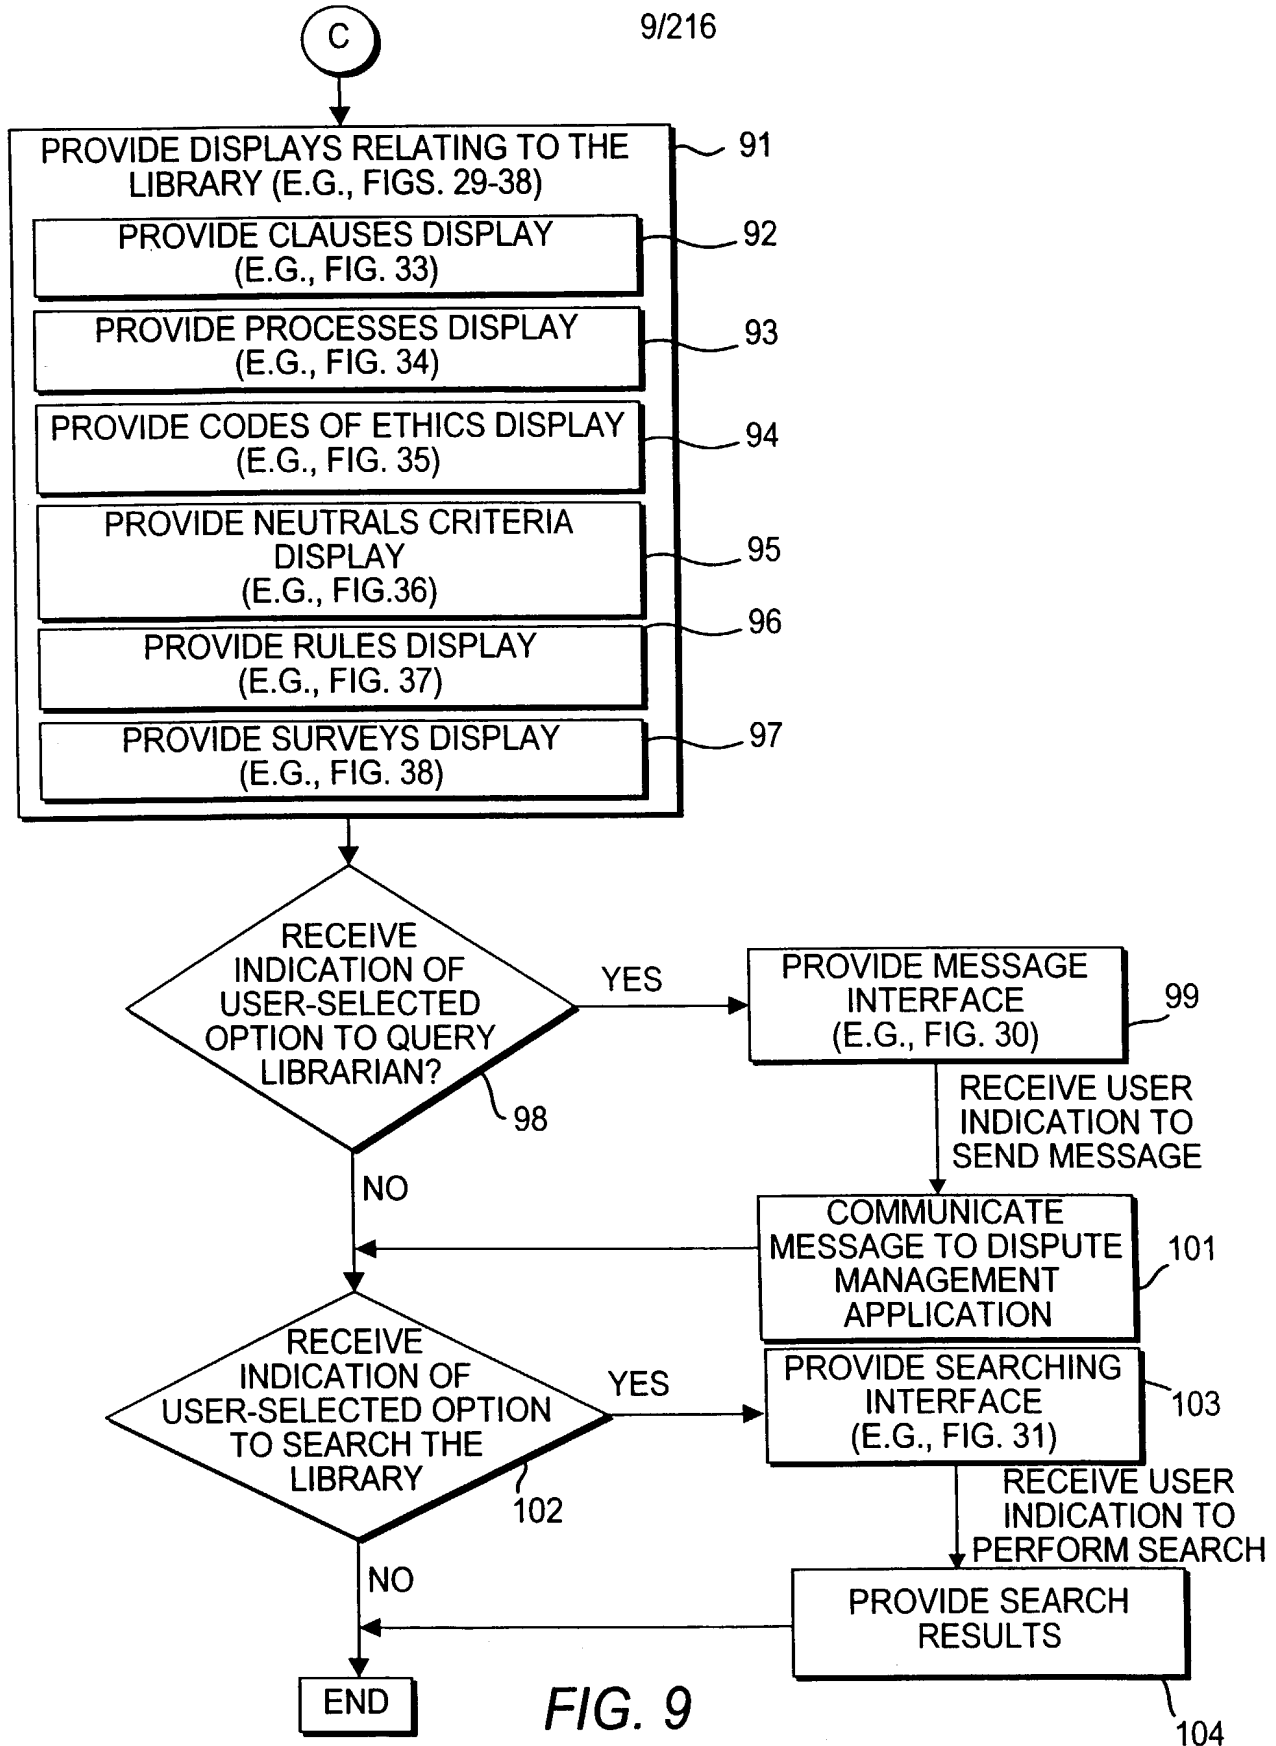 C
9/216
PROVIDE DISPLAYS RELATING TO THE
LIBRARY (E.G., FIGS. 29-38)
91
PROVIDE CLAUSES DISPLAY
(E.G., FIG. 33)
92
PROVIDE PROCESSES DISPLAY
(E.G., FIG. 34)
93
PROVIDE CODES OF ETHICS DISPLAY
(E.G., FIG. 35)
94
PROVIDE NEUTRALS CRITERIA
DISPLAY
(E.G., FIG.36)
95
96
PROVIDE RULES DISPLAY
(E.G., FIG. 37)
PROVIDE SURVEYS DISPLAY
(E.G., FIG. 38)
97
RECEIVE
INDICATION OF
USER-SELECTED
OPTION TO QUERY
LIBRARIAN?
98
YES
PROVIDE MESSAGE
INTERFACE
(E.G., FIG. 30)
99
RECEIVE USER
INDICATION TO
SEND MESSAGE
NO
COMMUNICATE
MESSAGE TO DISPUTE
MANAGEMENT
APPLICATION
101
RECEIVE
INDICATION OF
USER-SELECTED OPTION
TO SEARCH THE
LIBRARY
102
YES
PROVIDE SEARCHING
INTERFACE
(E.G., FIG. 31)
103
RECEIVE USER
INDICATION TO
PERFORM SEARCH
NO
PROVIDE SEARCH
RESULTS
104
END
FIG. 9